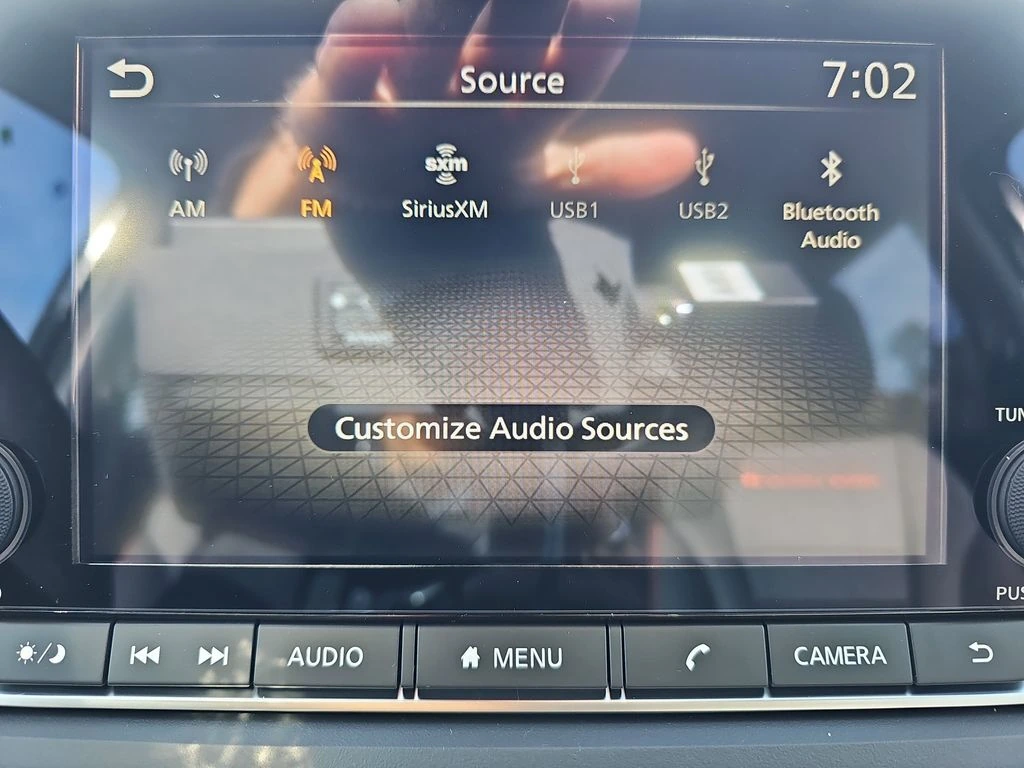 Source
7:02
sxm
AM
FM
SiriusXM
USB1
USB2
Bluetooth
Audio
Customize Audio Sources
TUN
PUS
AUDIO
MENU
CAMERA